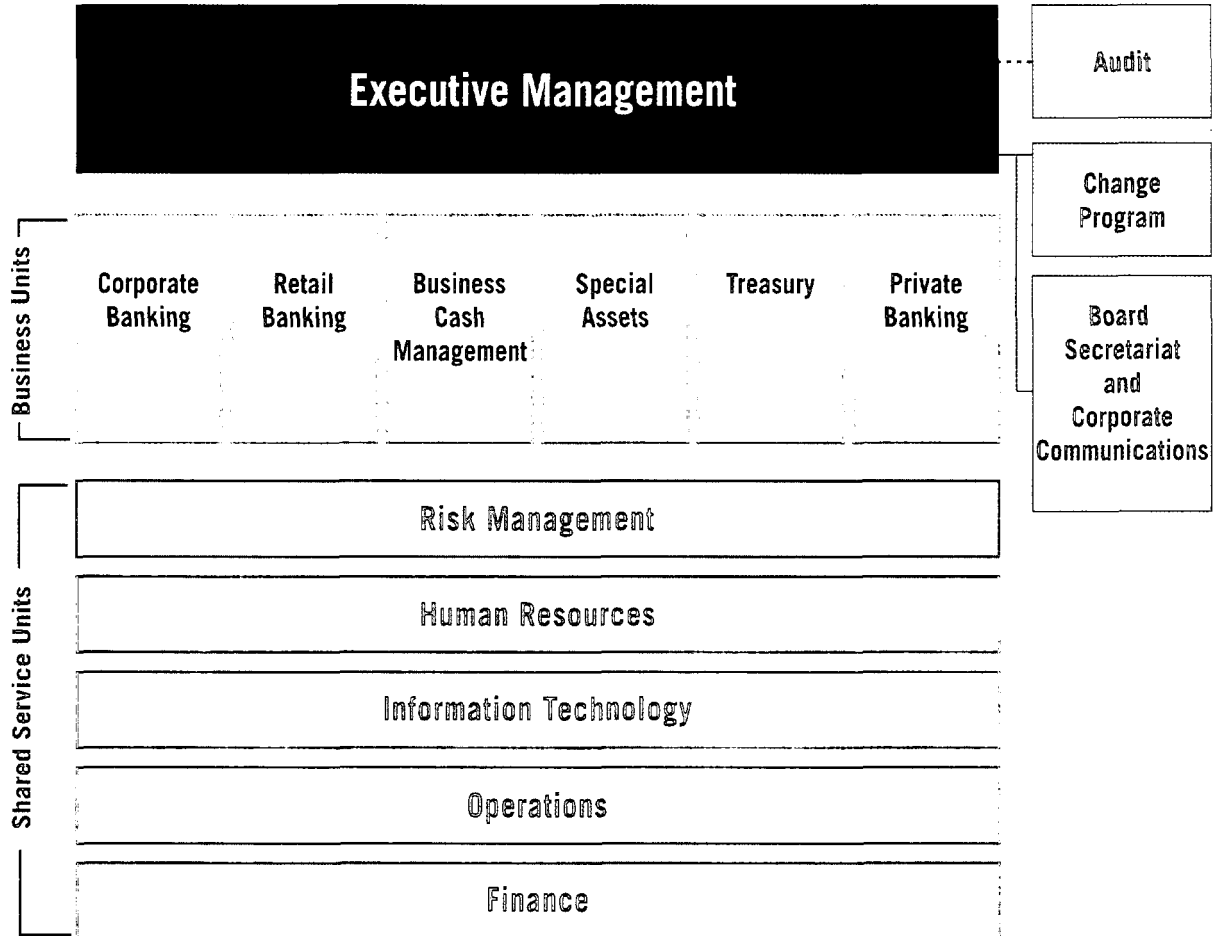 Executive Management
Audit
Change
Program
Board
Secretariat
and
Corporate
Communications
Business Units
Corporate
Banking
Retail
Banking
Business
Cash
Management
Special
Assets
Treasury
Private
Banking
Shared Service Units
Risk Management
Human Resources
Information Technology
Operations
Finance